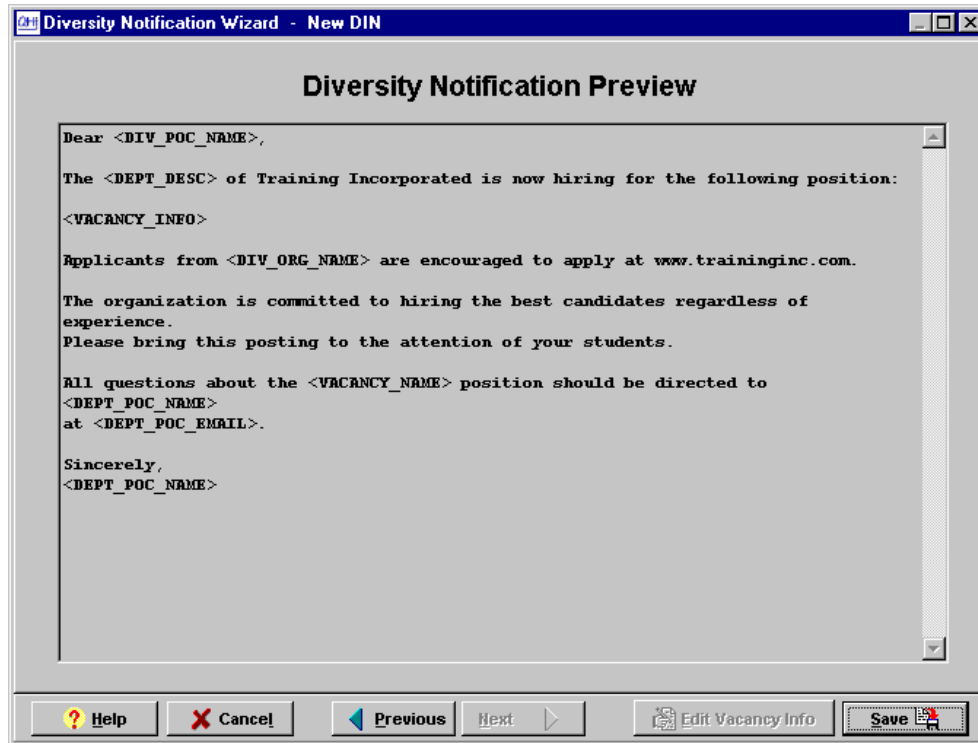 QHI Diversity Notification Wizard - New DIN
Diversity Notification Preview
Dear <DIV_POC_NAME>,
The <DEPT_DESC> of Training Incorporated is now hiring for the following position:
<VACANCY_INFO>
Applicants from <DIV_ORG_NAME> are encouraged to apply at www.traininginc.com.
The organization is committed to hiring the best candidates regardless of
experience.
Please bring this posting to the attention of your students.
All questions about the <VACANCY_NAME> position should be directed to
<DEPT_POC_NAME>
at <DEPT_POC_EMAIL>.
Sincerely,
<DEPT_POC_NAME>
Help Cancel Previous Next Edit Vacancy Info Save